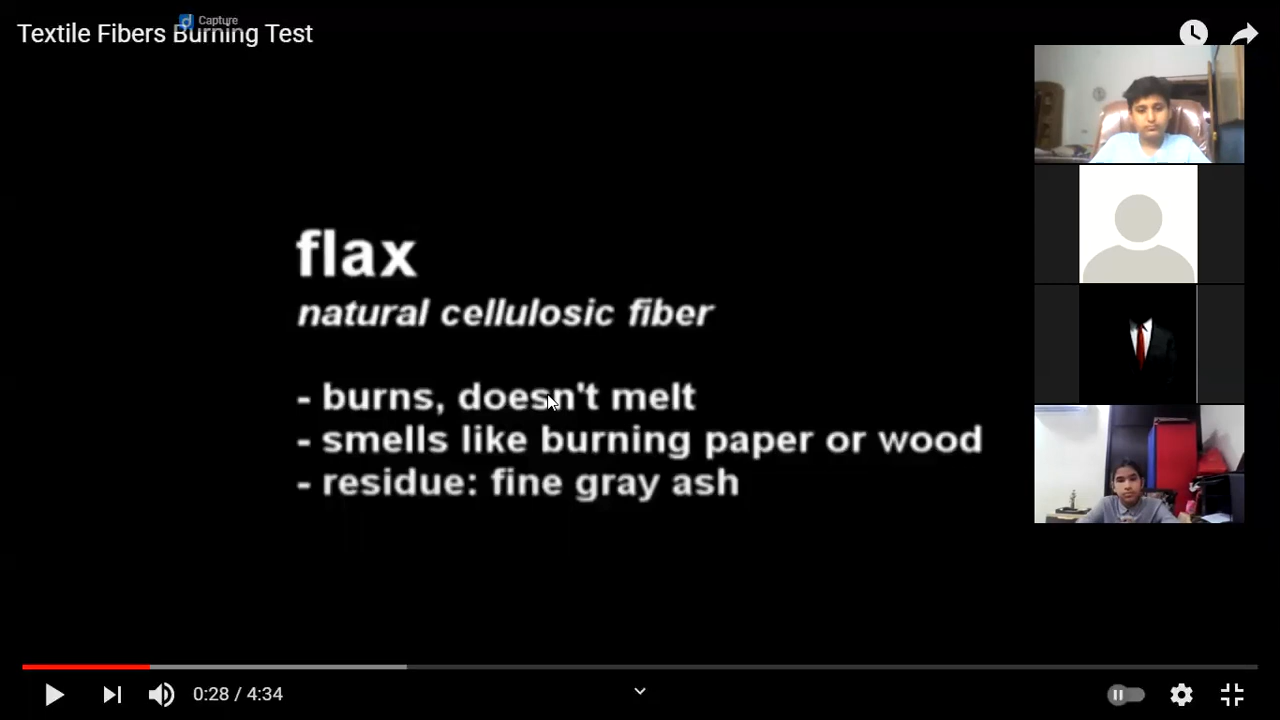 Capture
Textile Fibers Burning Test
flax
natural cellulosic fiber
- burns, doesn't melt
- smells like burning paper or wood
- residue: fine gray ash
0:28 / 4:34